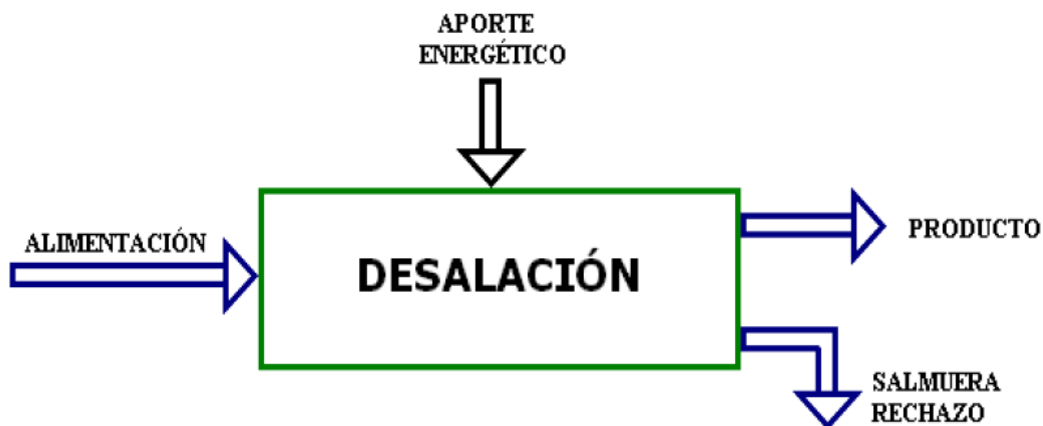 APORTE
ENERGÉTICO
ALIMENTACIÓN
DESALACIÓN
PRODUCTO
SALMUERA
RECHAZO